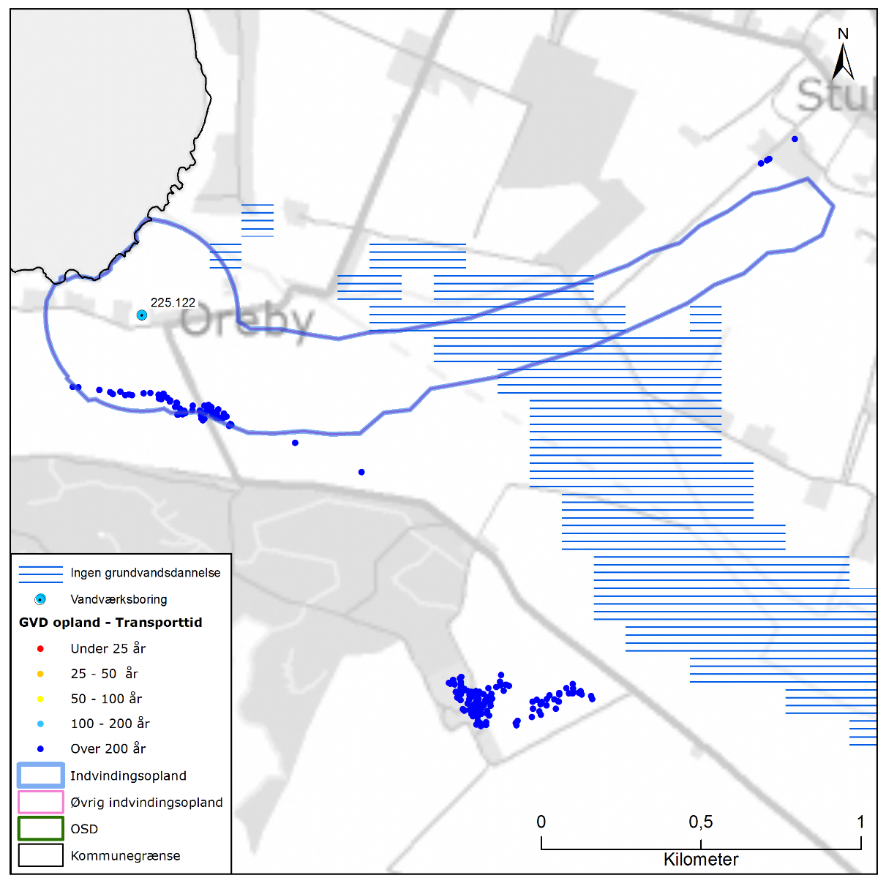 N
Stu
225.122
Oreby
Ingen grundvandsdannelse
Vandværksboring
GVD opland - Transporttid
Under 25 år
25 - 50 år
50 - 100 år
100 - 200 år
Over 200 år
Indvindingsopland
Øvrig indvindingsopland
OSD
Kommunegrænse
0
0,5
1
Kilometer